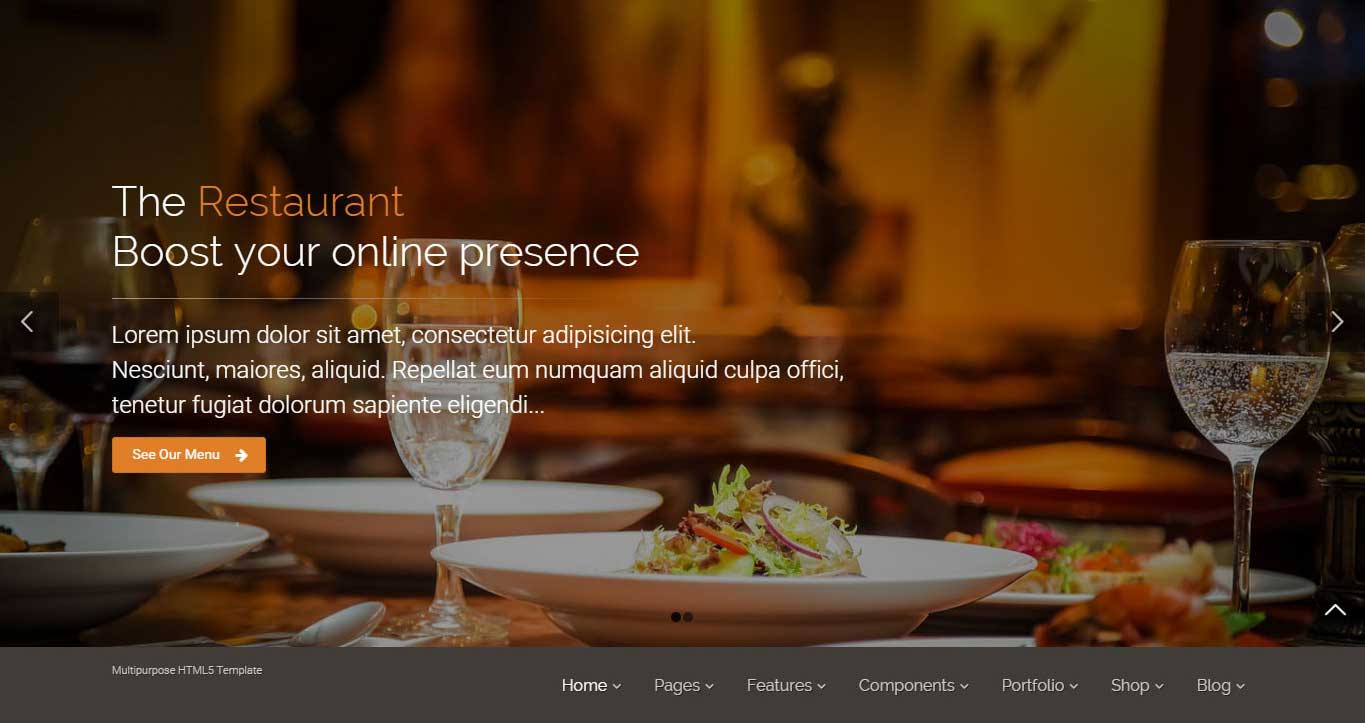 The Restaurant
Boost your online presence
Lorem ipsum dolor sit amet, consectetur adipisicing elit.
Nesciunt, maiores, aliquid. Repellat eum numquam aliquid culpa offici,
tenetur fugiat dolorum sapiente eligendi...
See Our Menu
Multipurpose HTML5 Template
Home Pages Features Components Portfolio Shop Blog